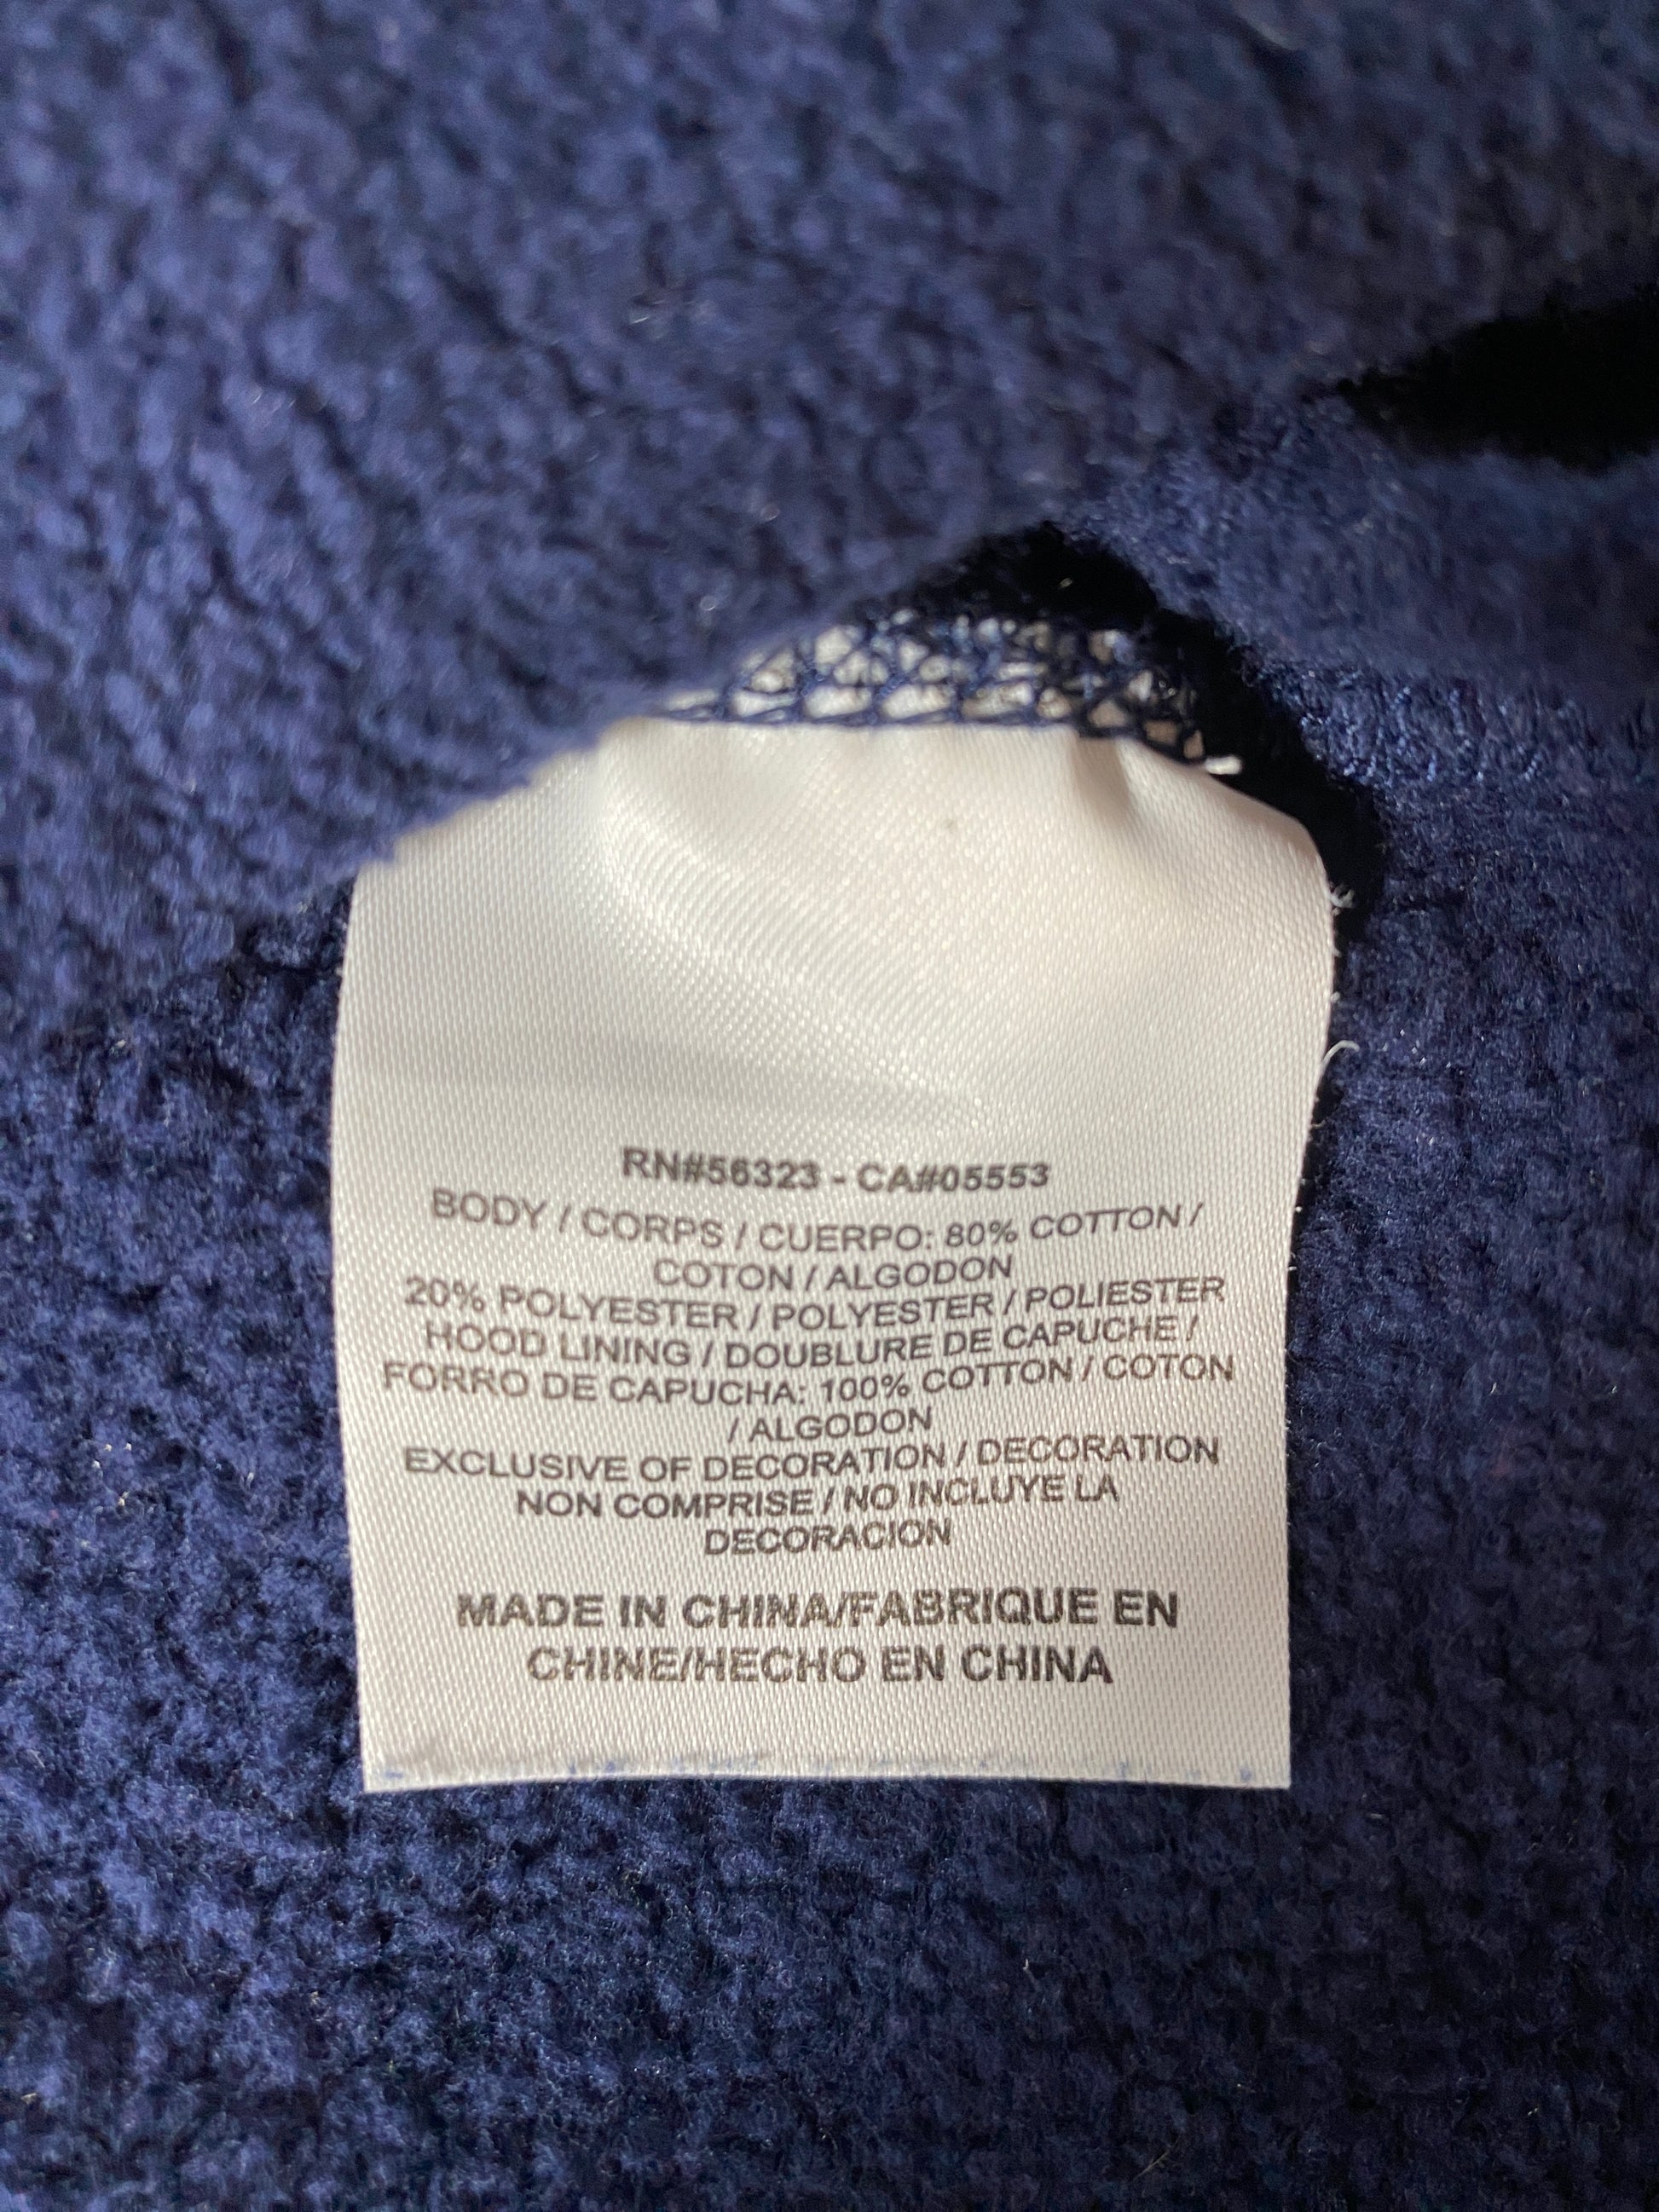 RN#56323 - CA#05553
BODY / CORPS / CUERPO: 80% COTTON /
COTON / ALGODON
20% POLYESTER / POLYESTER / POLIESTER
HOOD LINING / DOUBLURE DE CAPUCHE /
FORRO DE CAPUCHA: 100% COTTON / COTON
/ ALGODON
EXCLUSIVE OF DECORATION / DECORATION
NON COMPRISE / NO INCLUYE LA
DECORACION
MADE IN CHINA/FABRIQUE EN
CHINE/HECHO EN CHINA